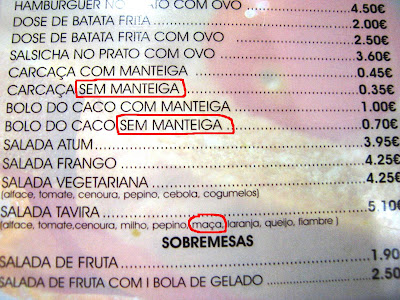 HAMBURGUER NO PRATO COM OVO ... 4.50€
DOSE DE BATATA FRITA ... 2.00€
DOSE DE BATATA FRITA COM OVO ... 2.50€
SALSICHA NO PRATO COM OVO ... 3.60€
CARCAÇA COM MANTEIGA ... 0.45€
CARCAÇA SEM MANTEIGA ... 0.35€
BOLO DO CACO COM MANTEIGA ... 1.00€
BOLO DO CACO SEM MANTEIGA ... 0.70€
SALADA ATUM ... 3.95€
SALADA FRANGO ... 4.25€
SALADA VEGETARIANA ... 4.25€
(alface, tomate, cenoura, pepino, cebola, cogumelos)
SALADA TAVIRA ... 5.10€
(alface, tomate,cenoura, milho, pepino, maça, laranja, queijo, fiambre )
SOBREMESAS
SALADA DE FRUTA ... 1.90
SALADA DE FRUTA COM I BOLA DE GELADO ... 2.50